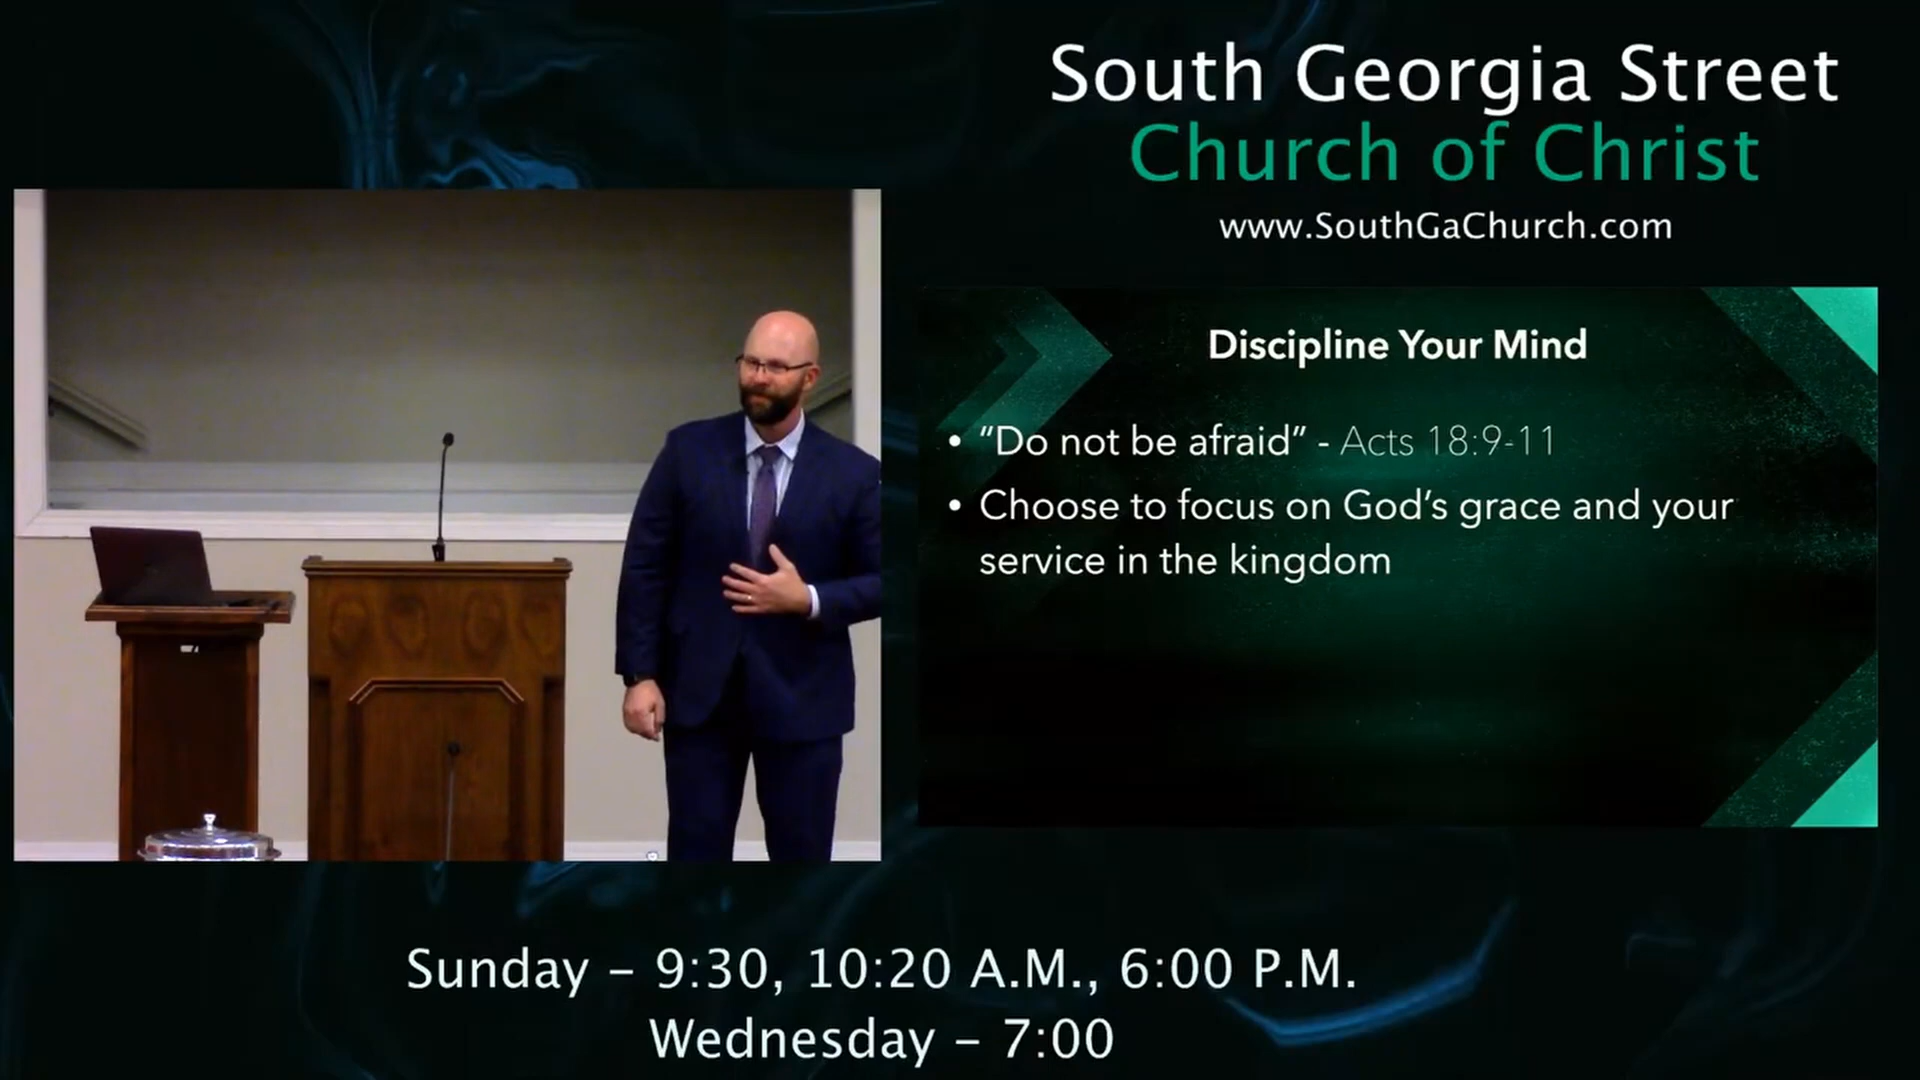 South Georgia Street
Church of Christ
www.SouthGaChurch.com
Discipline Your Mind
• “Do not be afraid” - Acts 18:9-11
• Choose to focus on God’s grace and your
service in the kingdom
Sunday – 9:30, 10:20 A.M., 6:00 P.M.
Wednesday – 7:00